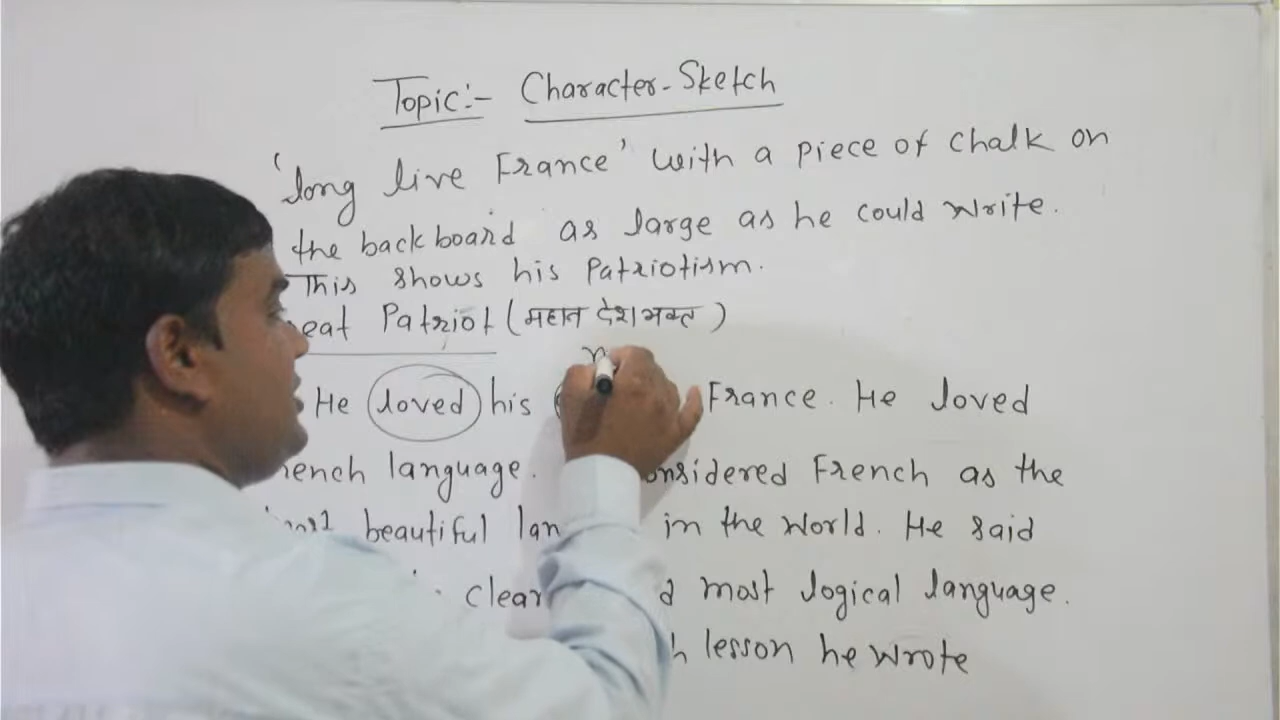 Topic:- Character-Sketch
'long live France' with a piece of chalk on
the backboard as large as he could write.
This shows his Patriotism.
eat Patriot (महान देशभक्त)
He loved his France. He loved
ench language. onsidered French as the
beautiful lan in the world. He said
clear most logical language.
lesson he wrote